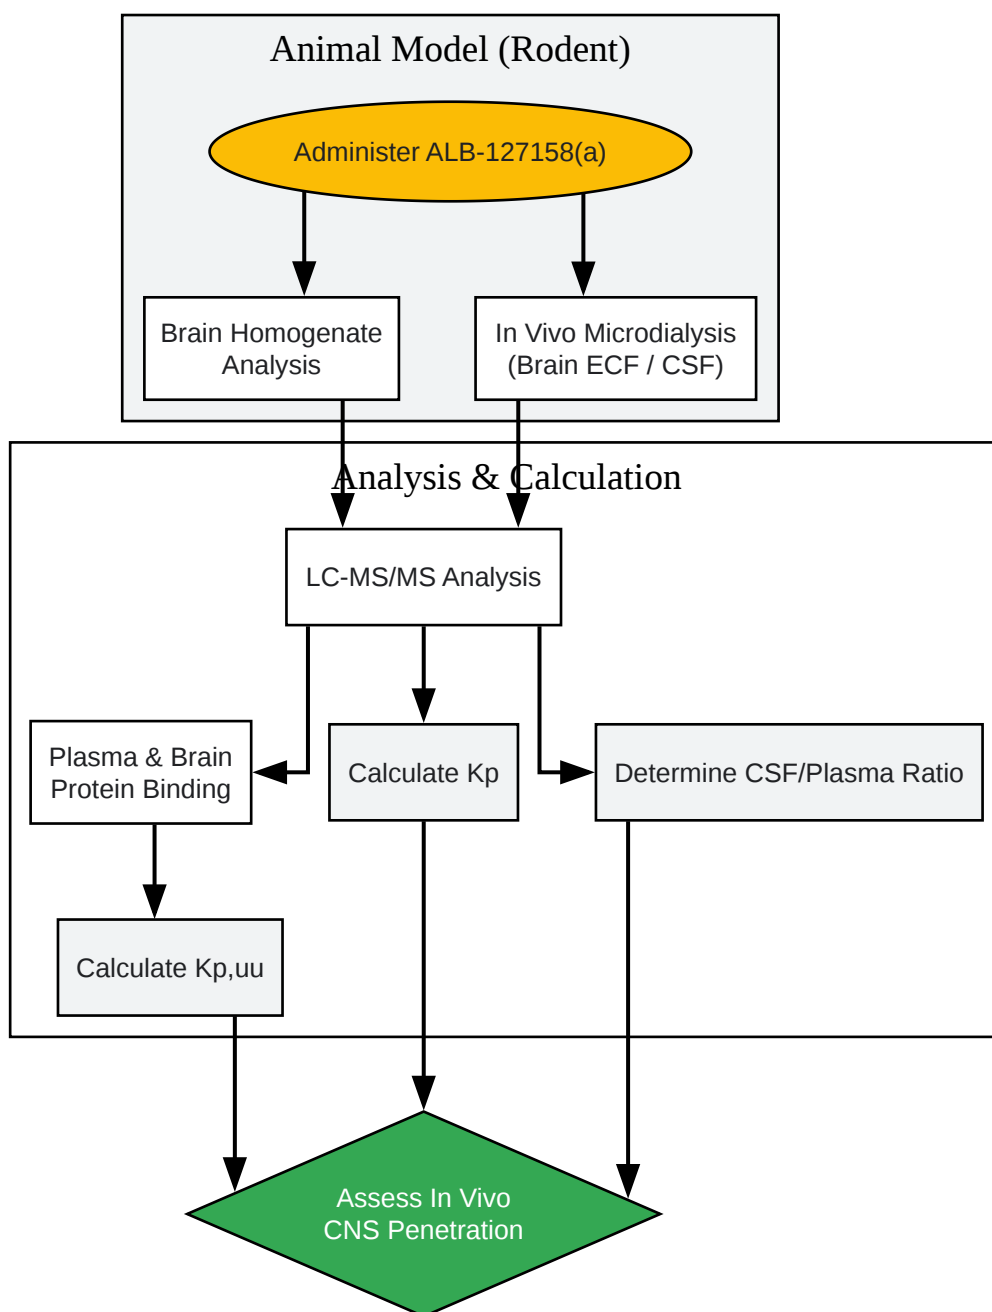 Animal Model (Rodent)
Administer ALB-127158(a)
Brain Homogenate
Analysis
In Vivo Microdialysis
(Brain ECF / CSF)
Analysis & Calculation
LC-MS/MS Analysis
Plasma & Brain
Protein Binding
Calculate Kp
Determine CSF/Plasma Ratio
Calculate Kp,uu
Assess In Vivo
CNS Penetration